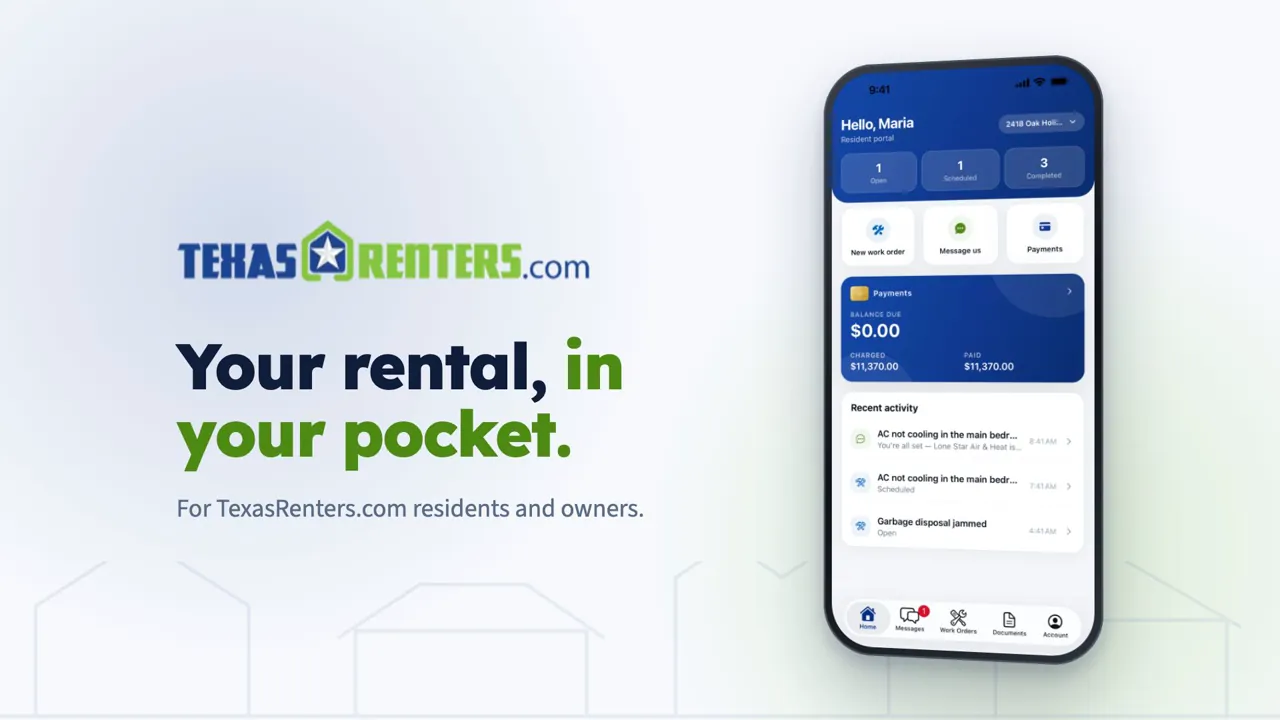 TEXAS RENTERS.com
Your rental, in
your pocket.
For TexasRenters.com residents and owners.
9:41
Hello, Maria
Resident portal
2418 Oak Holl...
1
Open
1
Scheduled
3
Completed
New work order
Message us
Payments
Payments
BALANCE DUE
$0.00
CHARGED
$11,370.00
PAID
$11,370.00
Recent activity
AC not cooling in the main bedr...
You're all set — Lone Star Air & Heat is...
8:41 AM
AC not cooling in the main bedr...
Scheduled
7:41 AM
Garbage disposal jammed
Open
4:41 AM
Home
1
Messages
Work Orders
Documents
Account